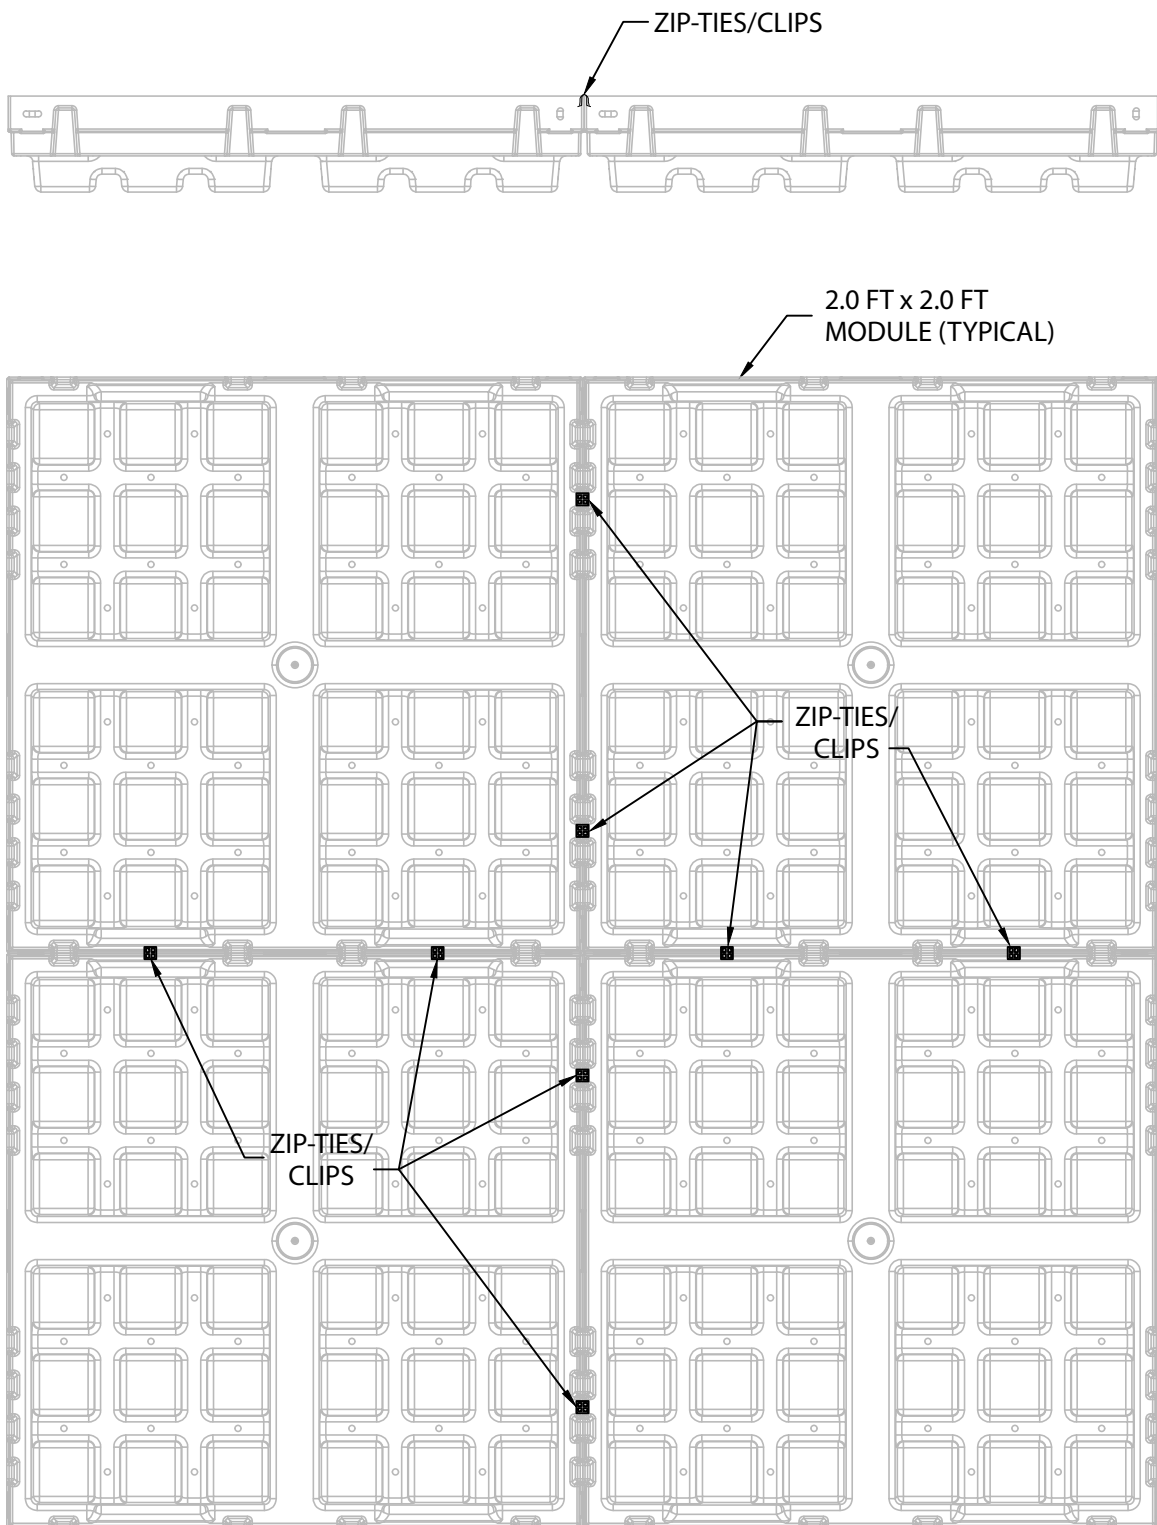 ZIP-TIES/CLIPS
2.0 FT x 2.0 FT
MODULE (TYPICAL)
ZIP-TIES/
CLIPS
ZIP-TIES/
CLIPS